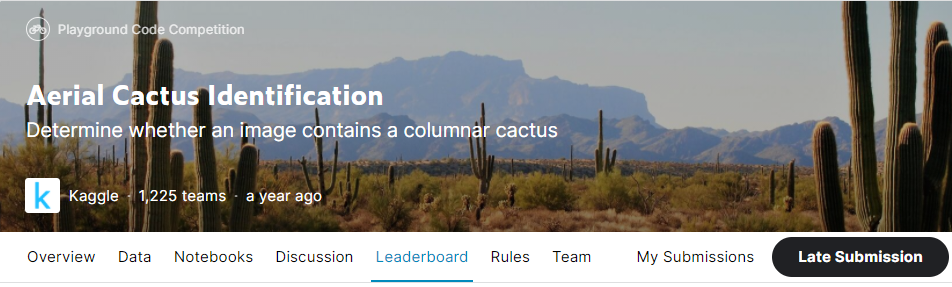 Playground Code Competition
Aerial Cactus Identification
Determine whether an image contains a columnar cactus
k Kaggle · 1,225 teams · a year ago
Overview Data Notebooks Discussion Leaderboard Rules Team My Submissions Late Submission